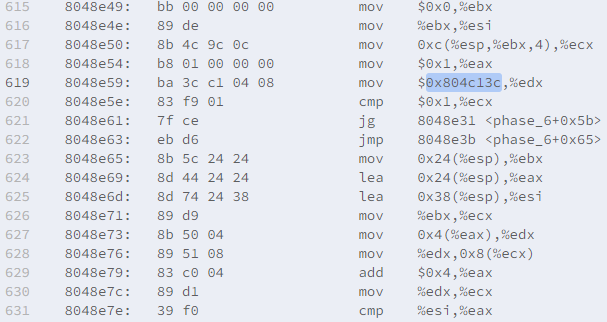 615 8048e49: bb 00 00 00 00 mov $0x0,%ebx
616 8048e4e: 89 de mov %ebx,%esi
617 8048e50: 8b 4c 9c 0c mov 0xc(%esp,%ebx,4),%ecx
618 8048e54: b8 01 00 00 00 mov $0x1,%eax
619 8048e59: ba 3c c1 04 08 mov $0x804c13c,%edx
620 8048e5e: 83 f9 01 cmp $0x1,%ecx
621 8048e61: 7f ce jg 8048e31 <phase_6+0x5b>
622 8048e63: eb d6 jmp 8048e3b <phase_6+0x65>
623 8048e65: 8b 5c 24 24 mov 0x24(%esp),%ebx
624 8048e69: 8d 44 24 24 lea 0x24(%esp),%eax
625 8048e6d: 8d 74 24 38 lea 0x38(%esp),%esi
626 8048e71: 89 d9 mov %ebx,%ecx
627 8048e73: 8b 50 04 mov 0x4(%eax),%edx
628 8048e76: 89 51 08 mov %edx,0x8(%ecx)
629 8048e79: 83 c0 04 add $0x4,%eax
630 8048e7c: 89 d1 mov %edx,%ecx
631 8048e7e: 39 f0 cmp %esi,%eax